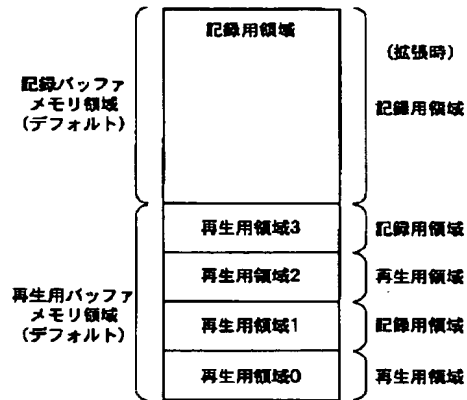 記録用領域
(拡張時)
記録用領域
記録バッファ
メモリ領域
(デフォルト)
再生用領域3
記録用領域
再生用領域2
再生用領域
再生用バッファ
メモリ領域
(デフォルト)
再生用領域1
記録用領域
再生用領域0
再生用領域